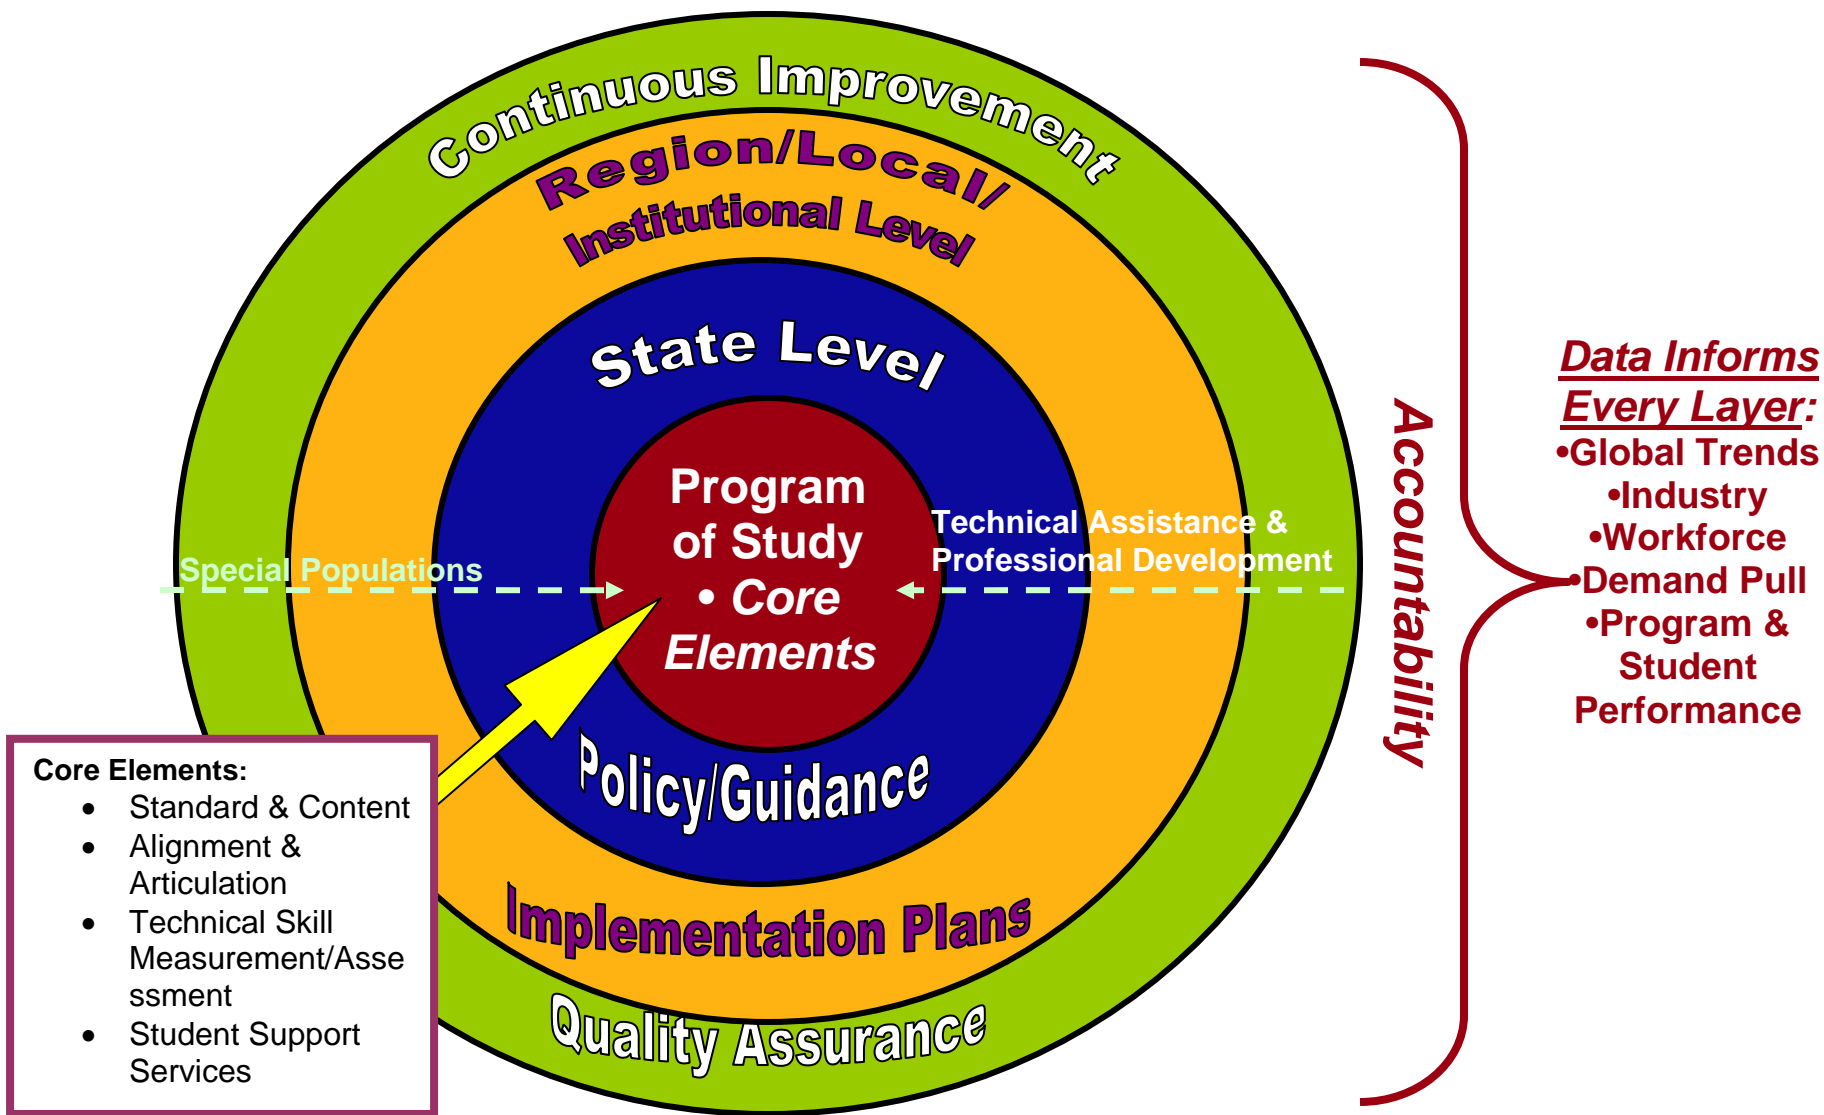 Continuous Improvement
Region/Local/
Institutional Level
State Level
Program
of Study
• Core
Elements
Special Populations
Technical Assistance &
Professional Development
Policy/Guidance
Implementation Plans
Quality Assurance
Core Elements:
• Standard & Content
• Alignment &
Articulation
• Technical Skill
Measurement/Asse
ssment
• Student Support
Services
Accountability
Data Informs
Every Layer:
•Global Trends
•Industry
•Workforce
•Demand Pull
•Program &
Student
Performance